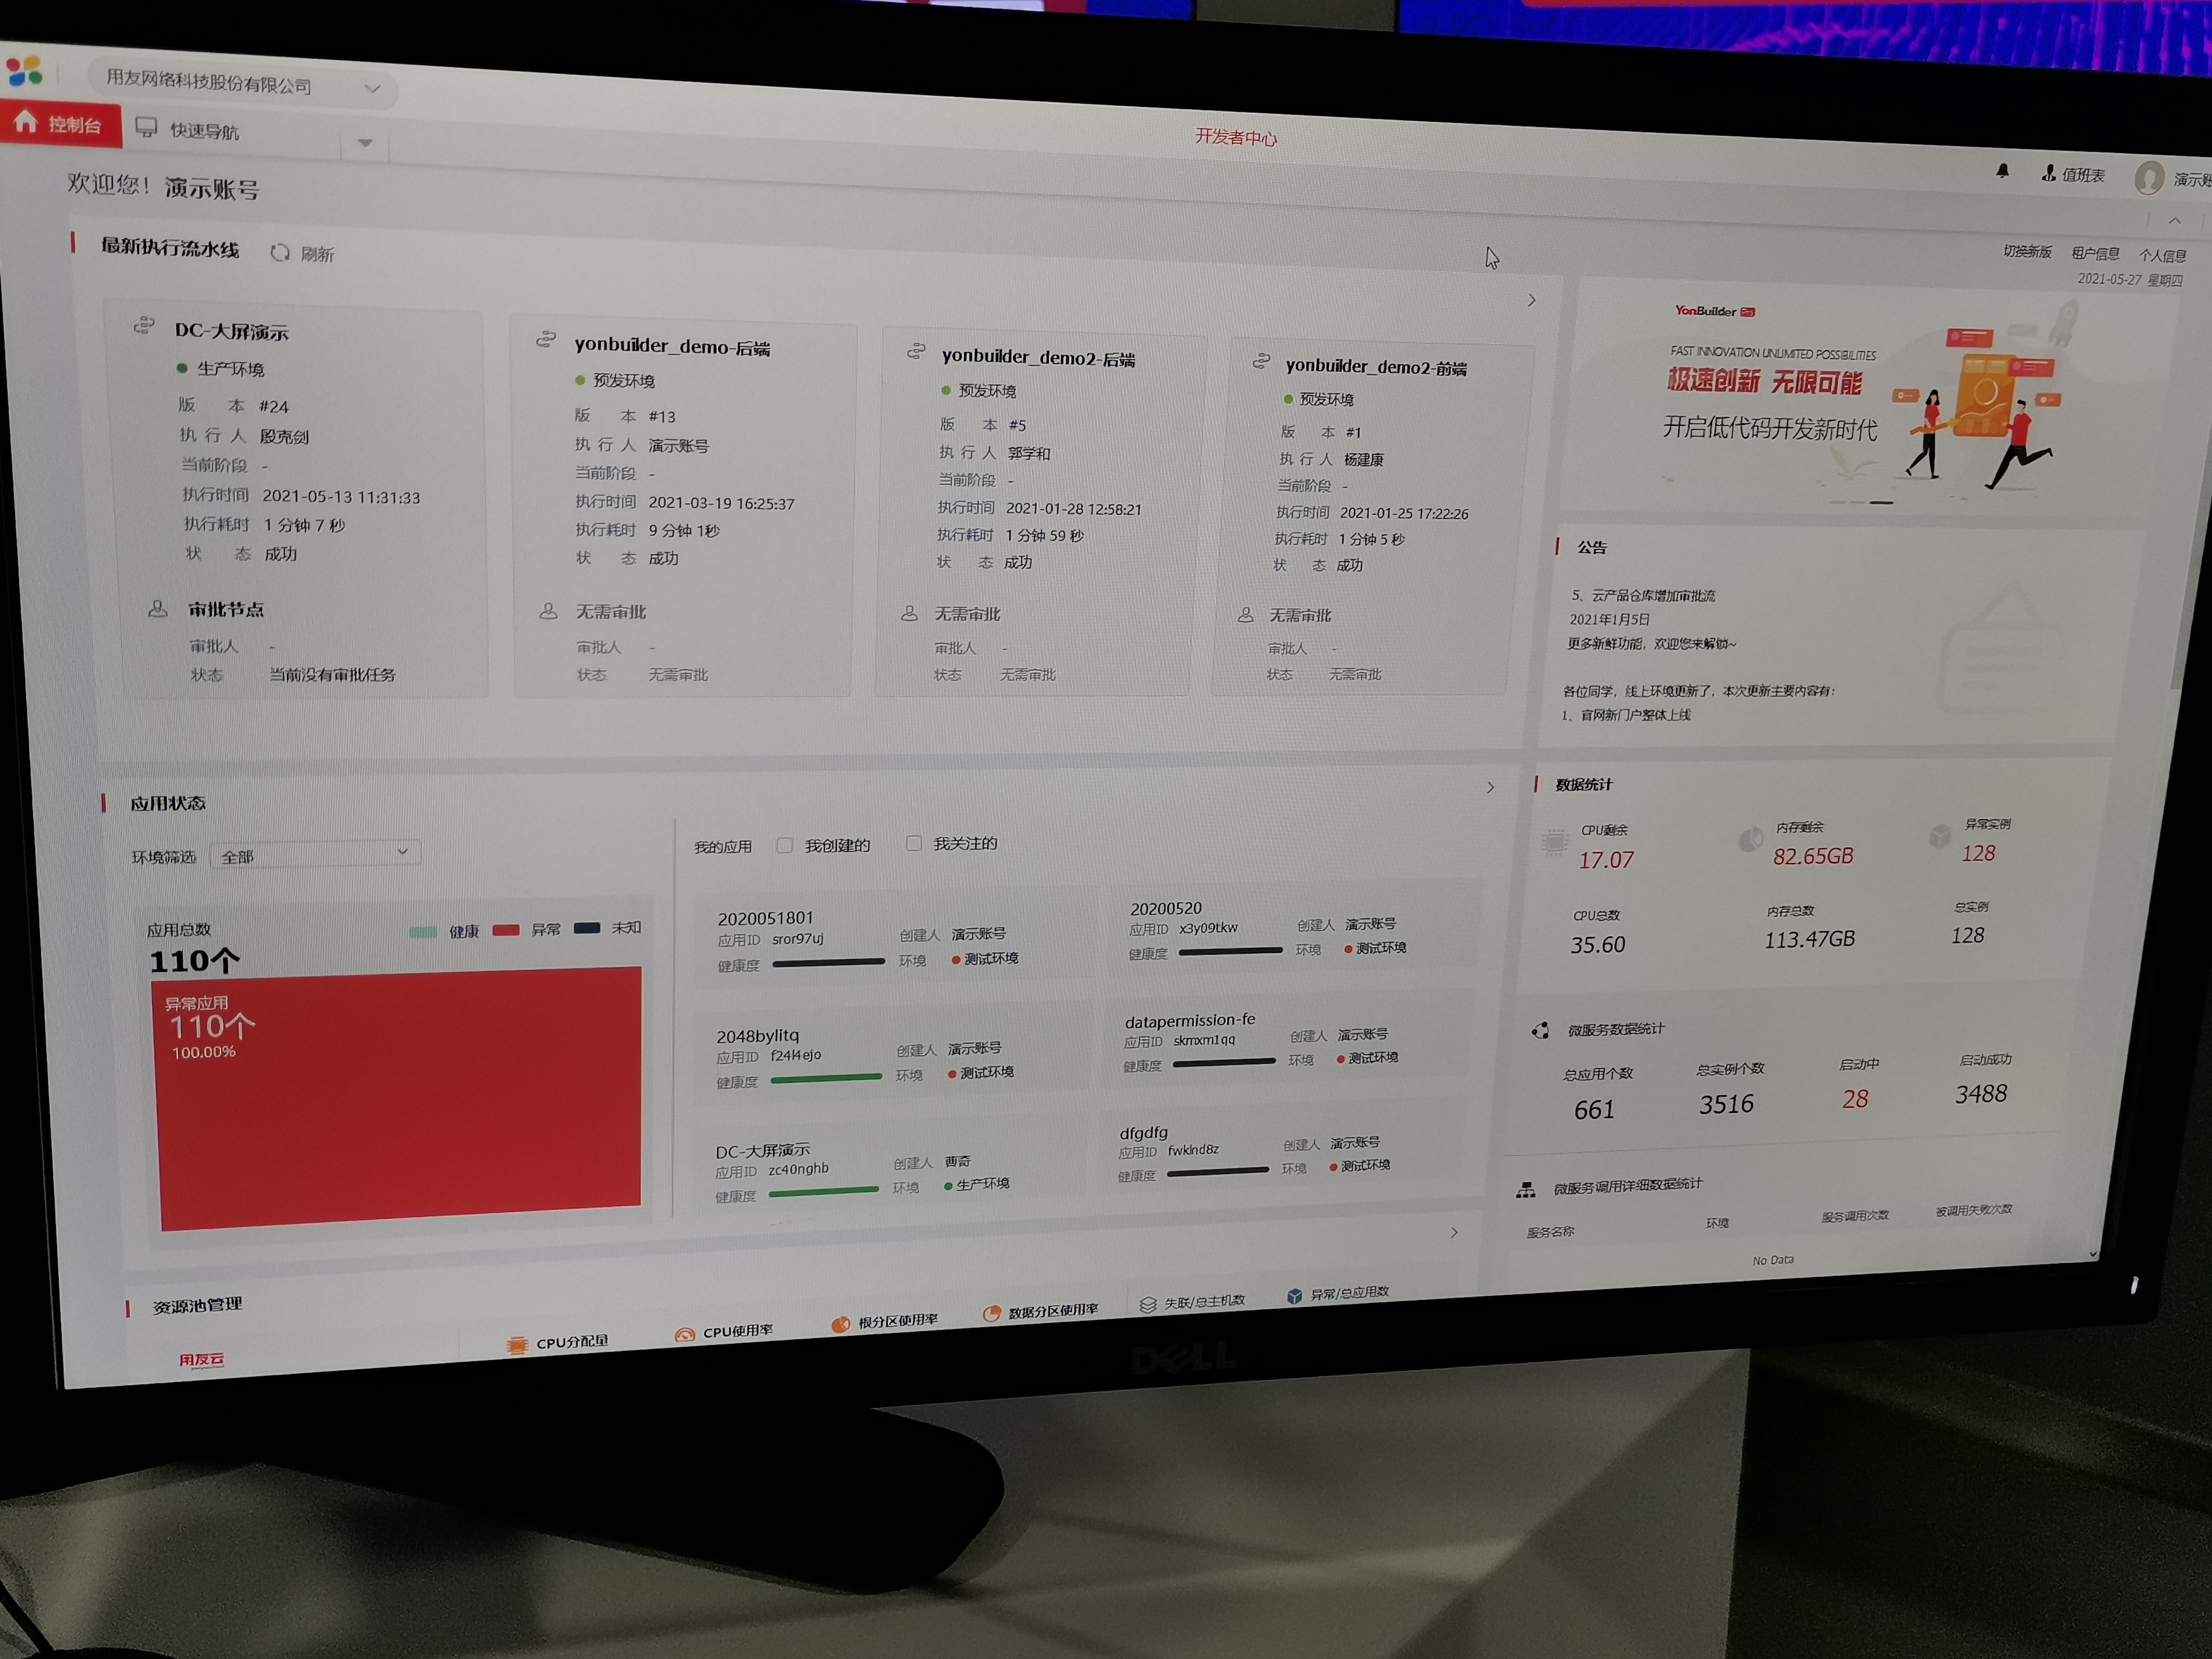 用友网络科技股份有限公司
控制台
快速导航
开发者中心
值班表
演示账
欢迎您！ 演示账号
切换新版 租户信息 个人信息
2021-05-27 星期四
最新执行流水线 刷新
DC-大屏演示
生产环境
版 本 #24
执行人 殷克剑
当前阶段 -
执行时间 2021-05-13 11:31:33
执行耗时 1 分钟 7 秒
状 态 成功
审批节点
审批人 -
状态 当前没有审批任务
yonbuilder_demo-后端
预发环境
版 本 #13
执行人 演示账号
当前阶段 -
执行时间 2021-03-19 16:25:37
执行耗时 9 分钟 1秒
状 态 成功
无需审批
审批人 -
状态 无需审批
yonbuilder_demo2-后端
预发环境
版 本 #5
执行人 郭学和
当前阶段 -
执行时间 2021-01-28 12:58:21
执行耗时 1 分钟 59 秒
状 态 成功
无需审批
审批人 -
状态 无需审批
yonbuilder_demo2-前端
预发环境
版 本 #1
执行人 杨建康
当前阶段 -
执行时间 2021-01-25 17:22:26
执行耗时 1 分钟 5 秒
状 态 成功
无需审批
审批人 -
状态 无需审批
YonBuilder
FAST INNOVATION UNLIMITED POSSIBILITIES
极速创新 无限可能
开启低代码开发新时代
公告
5、云产品仓库增加审批流
2021年1月5日
更多新鲜功能，欢迎您来解锁~
各位同学，线上环境更新了，本次更新主要内容有：
1、官网新门户整体上线
应用状态
环境筛选 全部
应用总数
110个
健康 异常 未知
异常应用
110个
100.00%
我的应用 我创建的 我关注的
2020051801
应用ID sror97uj 创建人 演示账号
健康度 环境 测试环境
20200520
应用ID x3y09tkw 创建人 演示账号
健康度 环境 测试环境
2048bylitq
应用ID f24l4ejo 创建人 演示账号
健康度 环境 测试环境
datapermission-fe
应用ID skmxm1qq 创建人 演示账号
健康度 环境 测试环境
DC-大屏演示
应用ID zc40nghb 创建人 曹奇
健康度 环境 生产环境
dfgdfg
应用ID fwklnd8z 创建人 演示账号
健康度 环境 测试环境
数据统计
CPU剩余 内存剩余 异常实例
17.07 82.65GB 128
CPU总数 内存总数 总实例
35.60 113.47GB 128
微服务数据统计
总应用个数 总实例个数 启动中 启动成功
661 3516 28 3488
微服务调用详细数据统计
服务名称 环境 服务调用次数 被调用失败次数
No Data
资源池管理
用友云
CPU分配量 CPU使用率 根分区使用率 数据分区使用率 失联/总主机数 异常/总应用数
DELL